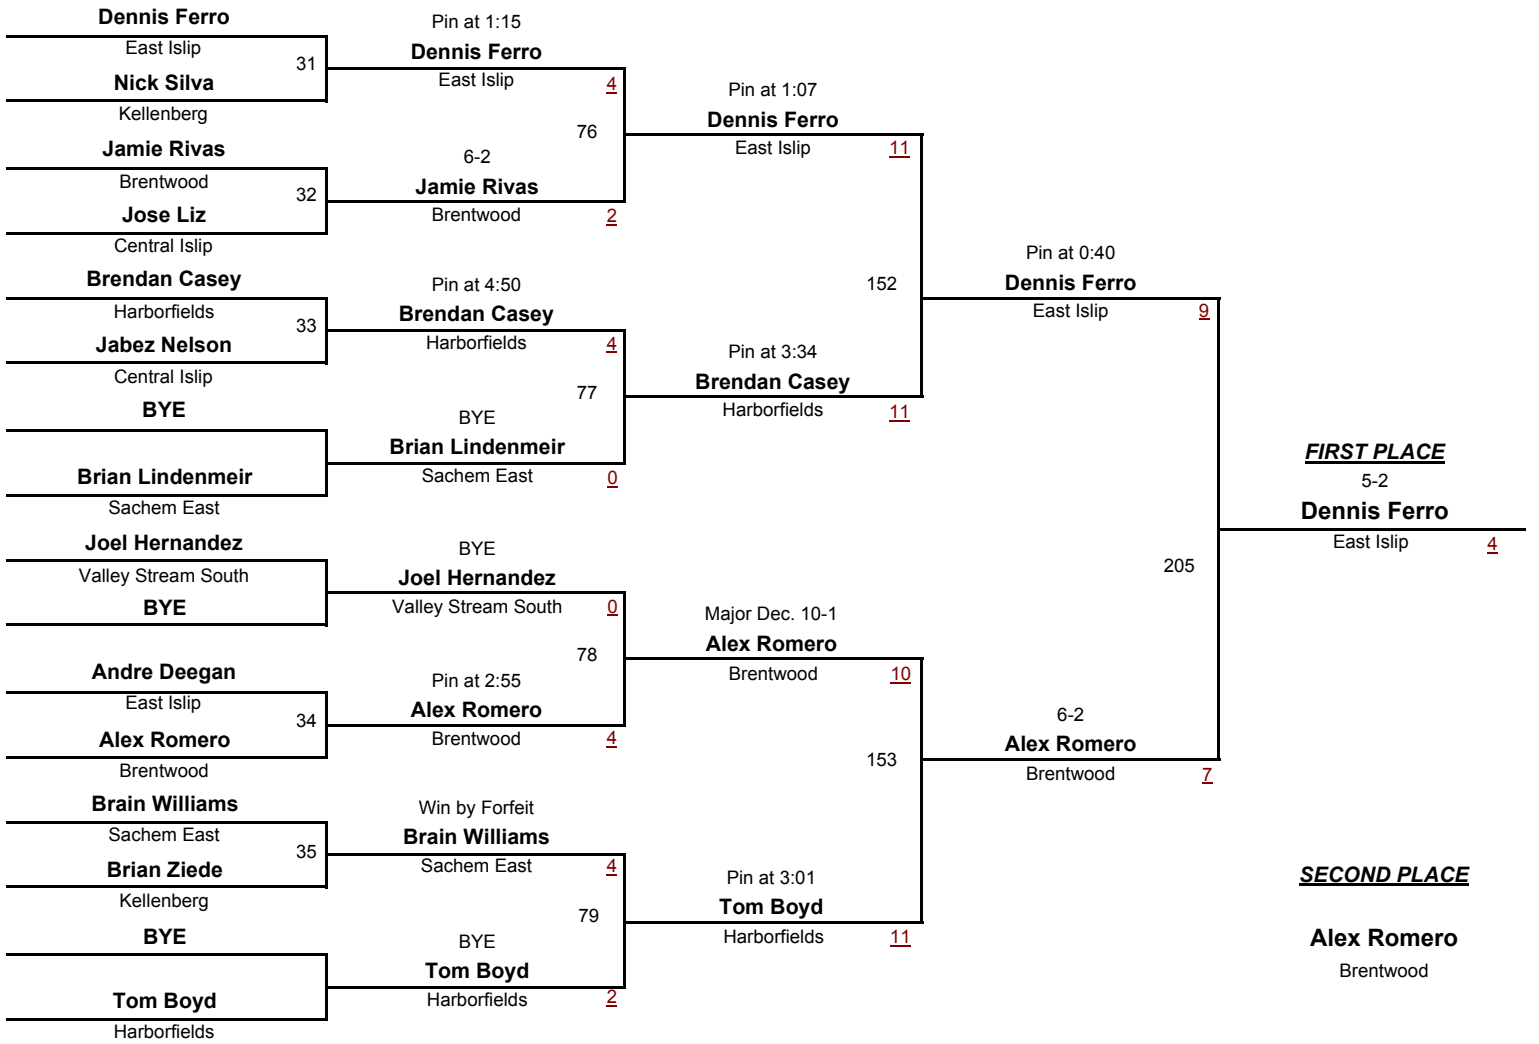 Dennis Ferro
East Islip
31
Nick Silva
Kellenberg
Jamie Rivas
Brentwood
32
Jose Liz
Central Islip
Brendan Casey
Harborfields
33
Jabez Nelson
Central Islip
BYE
Brian Lindenmeir
Sachem East
Joel Hernandez
Valley Stream South
BYE
Andre Deegan
East Islip
34
Alex Romero
Brentwood
Brain Williams
Sachem East
35
Brian Ziede
Kellenberg
BYE
Tom Boyd
Harborfields
Pin at 1:15
Dennis Ferro
East Islip
4
76
6-2
Jamie Rivas
Brentwood
2
Pin at 4:50
Brendan Casey
Harborfields
4
77
BYE
Brian Lindenmeir
Sachem East
0
BYE
Joel Hernandez
Valley Stream South
0
78
Pin at 2:55
Alex Romero
Brentwood
4
Win by Forfeit
Brain Williams
Sachem East
4
79
BYE
Tom Boyd
Harborfields
2
Pin at 1:07
Dennis Ferro
East Islip
11
152
Pin at 3:34
Brendan Casey
Harborfields
11
Major Dec. 10-1
Alex Romero
Brentwood
10
153
Pin at 3:01
Tom Boyd
Harborfields
11
Pin at 0:40
Dennis Ferro
East Islip
9
205
6-2
Alex Romero
Brentwood
7
FIRST PLACE
5-2
Dennis Ferro
East Islip
4
SECOND PLACE
Alex Romero
Brentwood